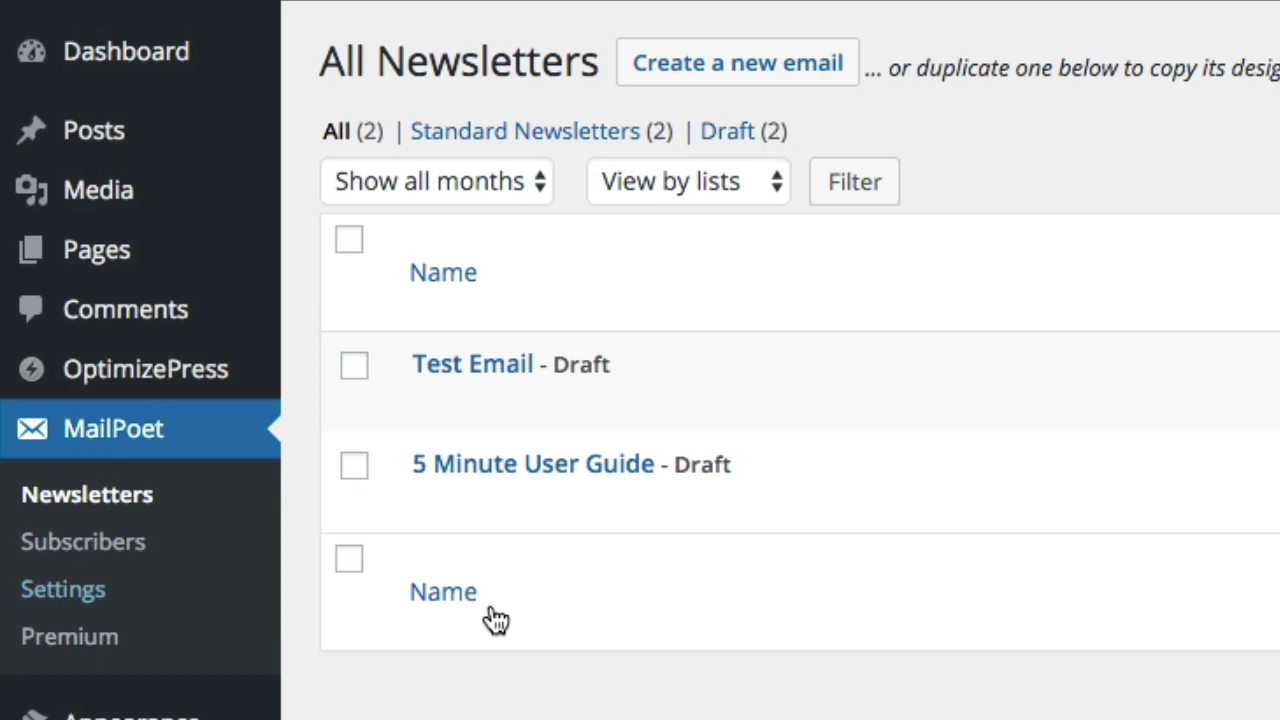 Dashboard
Posts
Media
Pages
Comments
OptimizePress
MailPoet
Newsletters
Subscribers
Settings
Premium
Appearance
All Newsletters
Create a new email
... or duplicate one below to copy its desig
All (2) | Standard Newsletters (2) | Draft (2)
Show all months
View by lists
Filter
Name
Test Email - Draft
5 Minute User Guide - Draft
Name